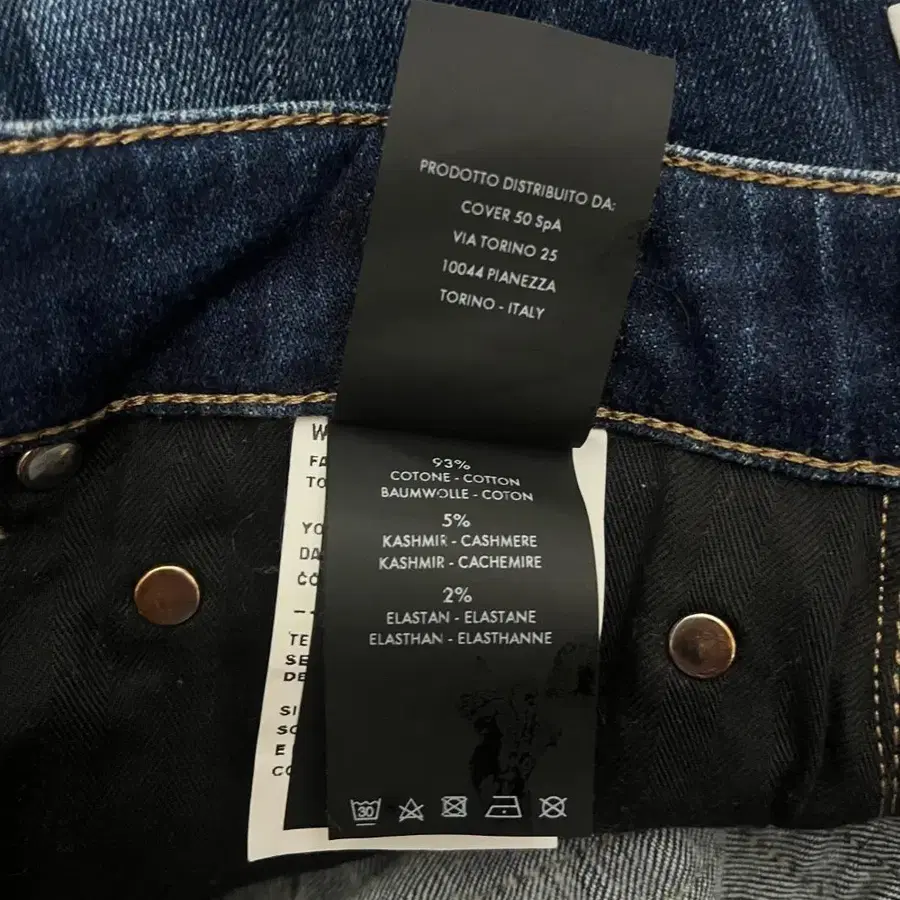 PRODOTTO DISTRIBUITO DA:
COVER 50 SpA
VIA TORINO 25
10044 PIANEZZA
TORINO - ITALY
93%
COTONE - COTTON
BAUMWOLLE - COTON
5%
KASHMIR - CASHMERE
KASHMIR - CACHEMIRE
2%
ELASTAN - ELASTANE
ELASTHAN - ELASTHANNE
30